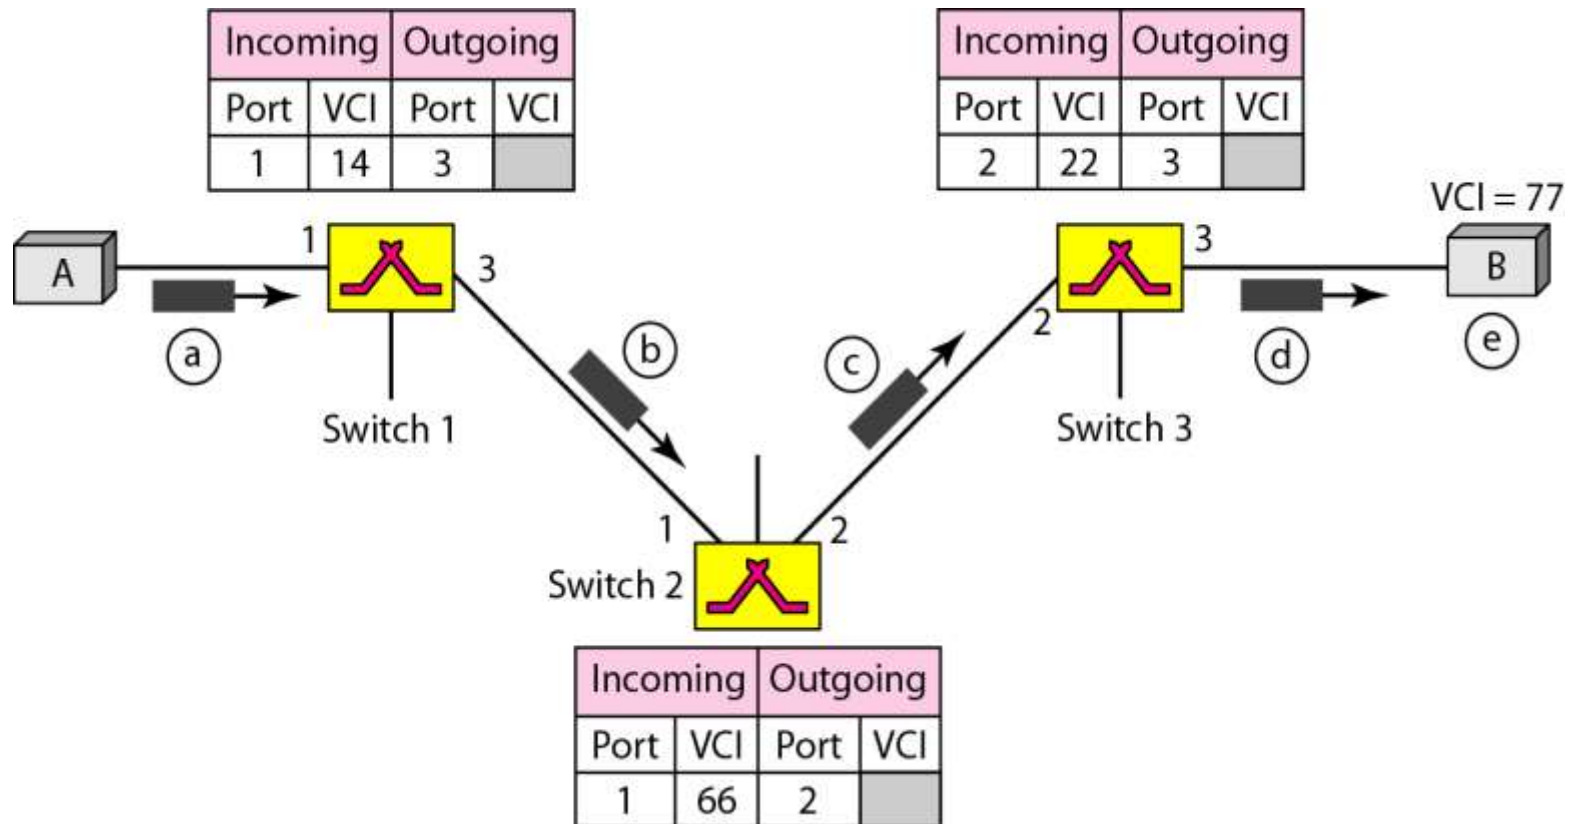 Incoming Outgoing
Port VCI Port VCI
1 14 3
Incoming Outgoing
Port VCI Port VCI
2 22 3
VCI = 77
A
1
3
a
Switch 1
b
c
2
3
Switch 3
d
B
e
1
2
Switch 2
Incoming Outgoing
Port VCI Port VCI
1 66 2